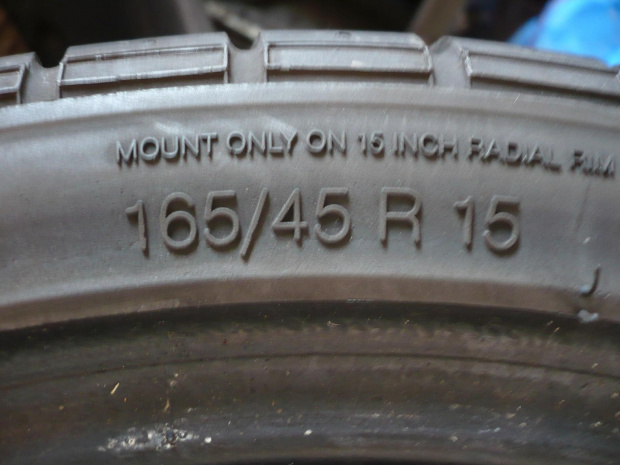 MOUNT ONLY ON 15 INCH RADIAL RIM
165/45 R 15